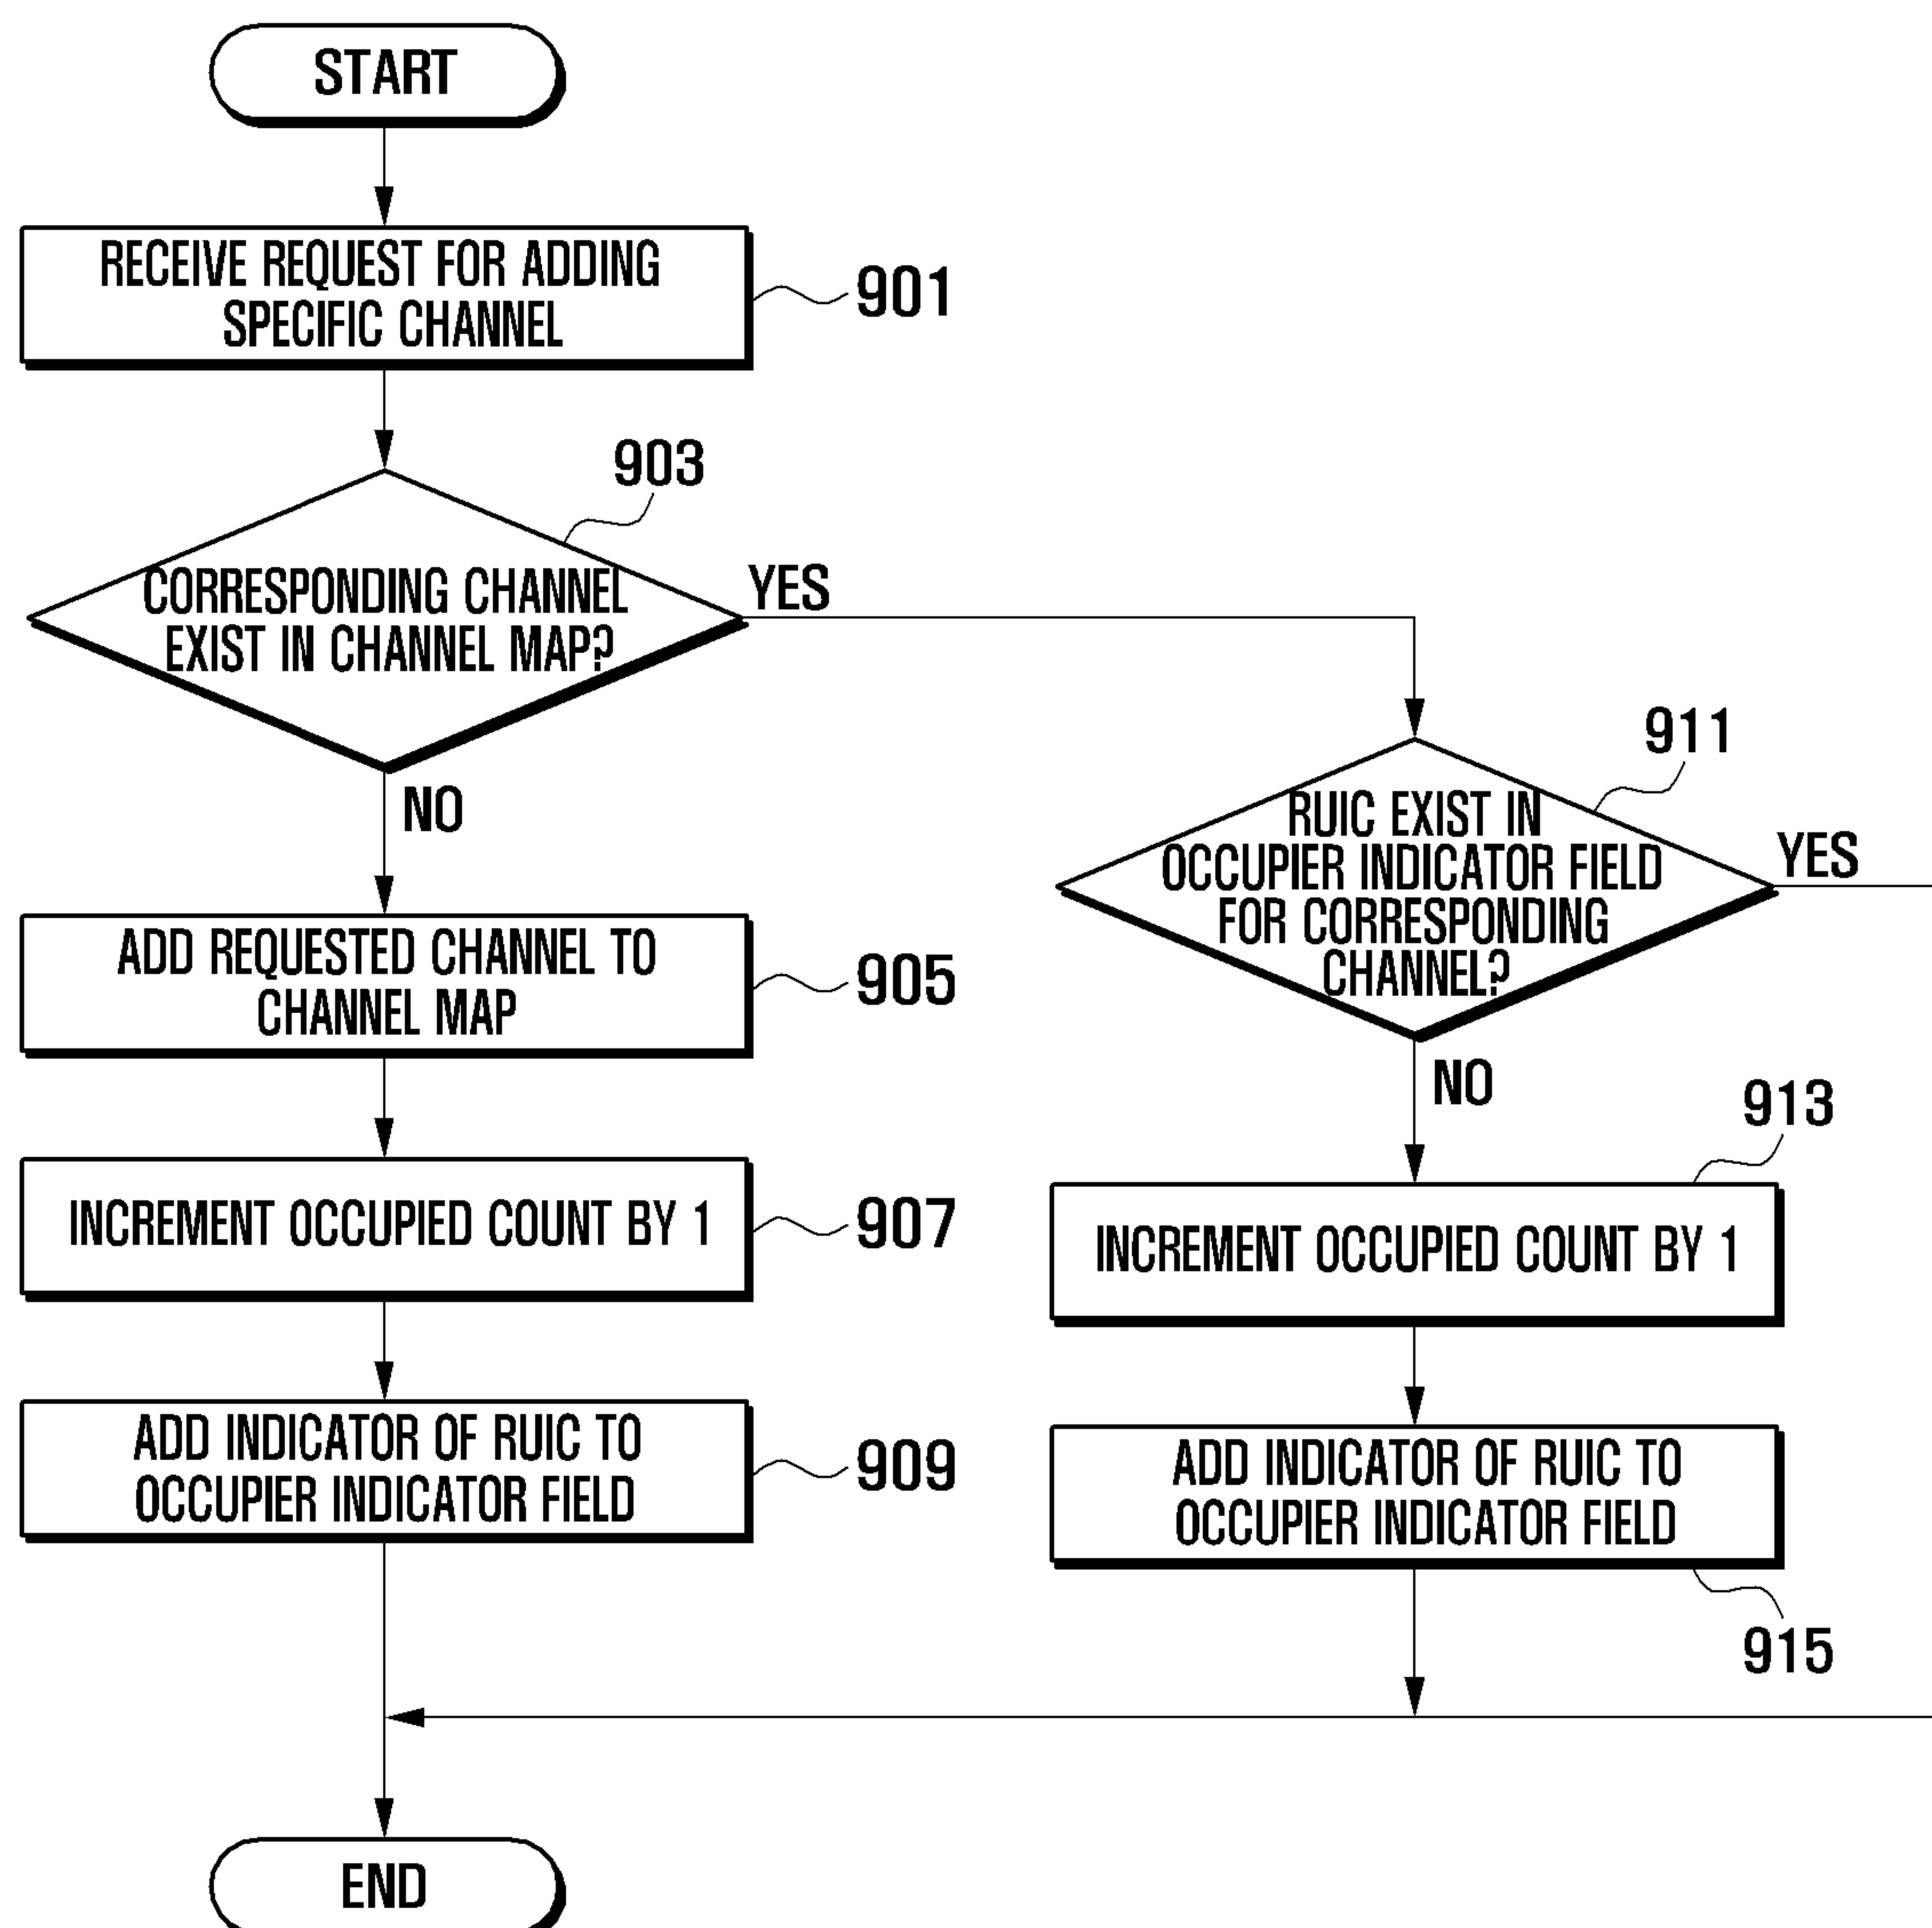 START
RECEIVE REQUEST FOR ADDING
SPECIFIC CHANNEL
901
903
CORRESPONDING CHANNEL
EXIST IN CHANNEL MAP?
YES
NO
911
RUIC EXIST IN
OCCUPIER INDICATOR FIELD
FOR CORRESPONDING
CHANNEL?
YES
NO
ADD REQUESTED CHANNEL TO
CHANNEL MAP
905
INCREMENT OCCUPIED COUNT BY 1
907
913
INCREMENT OCCUPIED COUNT BY 1
ADD INDICATOR OF RUIC TO
OCCUPIER INDICATOR FIELD
909
ADD INDICATOR OF RUIC TO
OCCUPIER INDICATOR FIELD
915
END